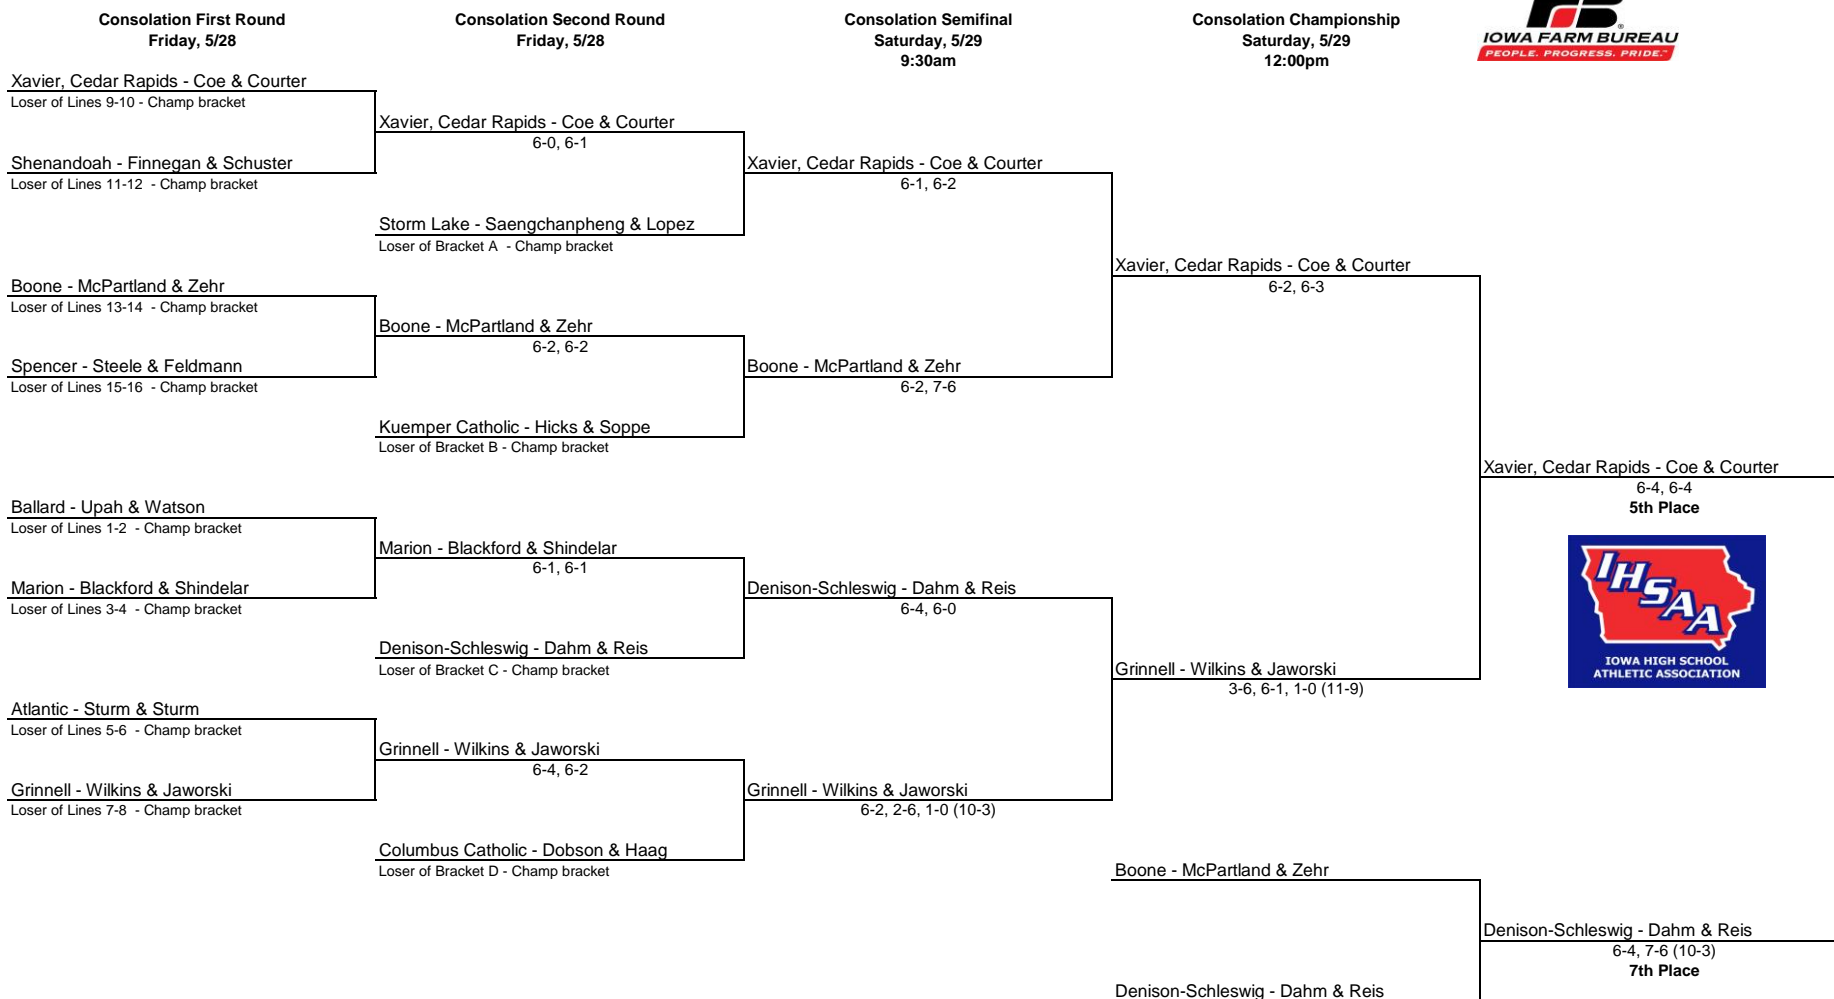 Consolation First Round
Friday, 5/28
Consolation Second Round
Friday, 5/28
Consolation Semifinal
Saturday, 5/29
9:30am
Consolation Championship
Saturday, 5/29
12:00pm
FB®
IOWA FARM BUREAU
PEOPLE. PROGRESS. PRIDE.™
Xavier, Cedar Rapids - Coe & Courter
Loser of Lines 9-10 - Champ bracket
Xavier, Cedar Rapids - Coe & Courter
6-0, 6-1
Shenandoah - Finnegan & Schuster
Loser of Lines 11-12 - Champ bracket
Xavier, Cedar Rapids - Coe & Courter
6-1, 6-2
Storm Lake - Saengchanpheng & Lopez
Loser of Bracket A - Champ bracket
Xavier, Cedar Rapids - Coe & Courter
6-2, 6-3
Boone - McPartland & Zehr
Loser of Lines 13-14 - Champ bracket
Boone - McPartland & Zehr
6-2, 6-2
Spencer - Steele & Feldmann
Loser of Lines 15-16 - Champ bracket
Boone - McPartland & Zehr
6-2, 7-6
Kuemper Catholic - Hicks & Soppe
Loser of Bracket B - Champ bracket
Xavier, Cedar Rapids - Coe & Courter
6-4, 6-4
5th Place
Ballard - Upah & Watson
Loser of Lines 1-2 - Champ bracket
Marion - Blackford & Shindelar
6-1, 6-1
Marion - Blackford & Shindelar
Loser of Lines 3-4 - Champ bracket
Denison-Schleswig - Dahm & Reis
6-4, 6-0
IHSAA
IOWA HIGH SCHOOL
ATHLETIC ASSOCIATION
Denison-Schleswig - Dahm & Reis
Loser of Bracket C - Champ bracket
Grinnell - Wilkins & Jaworski
3-6, 6-1, 1-0 (11-9)
Atlantic - Sturm & Sturm
Loser of Lines 5-6 - Champ bracket
Grinnell - Wilkins & Jaworski
6-4, 6-2
Grinnell - Wilkins & Jaworski
Loser of Lines 7-8 - Champ bracket
Grinnell - Wilkins & Jaworski
6-2, 2-6, 1-0 (10-3)
Columbus Catholic - Dobson & Haag
Loser of Bracket D - Champ bracket
Boone - McPartland & Zehr
Denison-Schleswig - Dahm & Reis
6-4, 7-6 (10-3)
7th Place
Denison-Schleswig - Dahm & Reis